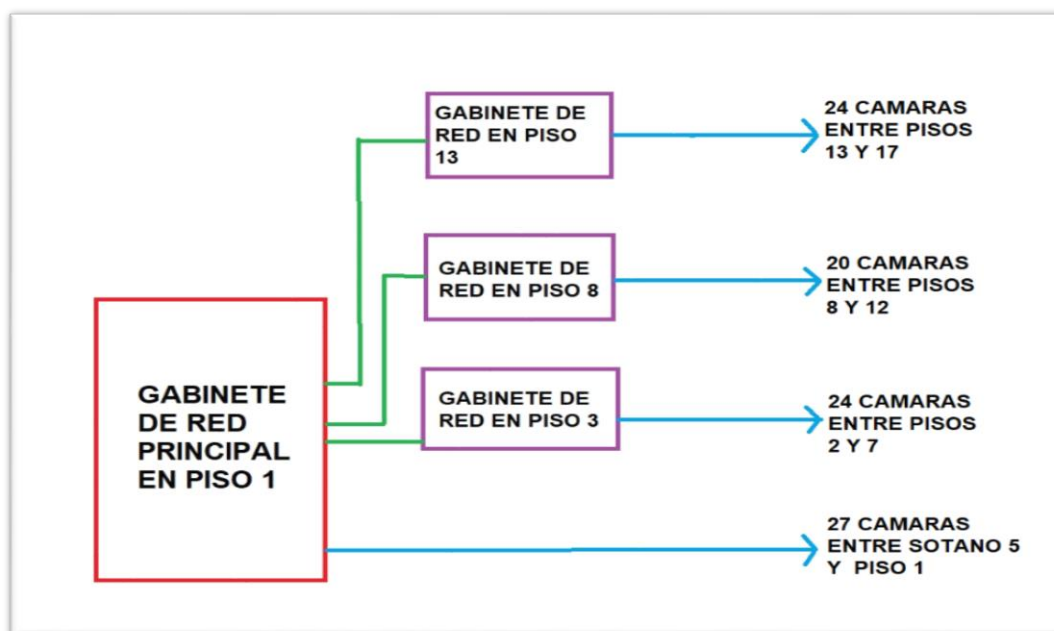 GABINETE DE
RED EN PISO
13
24 CAMARAS
ENTRE PISOS
13 Y 17
GABINETE DE
RED EN PISO 8
20 CAMARAS
ENTRE PISOS
8 Y 12
GABINETE
DE RED
PRINCIPAL
EN PISO 1
GABINETE DE
RED EN PISO 3
24 CAMARAS
ENTRE PISOS
2 Y 7
27 CAMARAS
ENTRE SOTANO 5
Y PISO 1